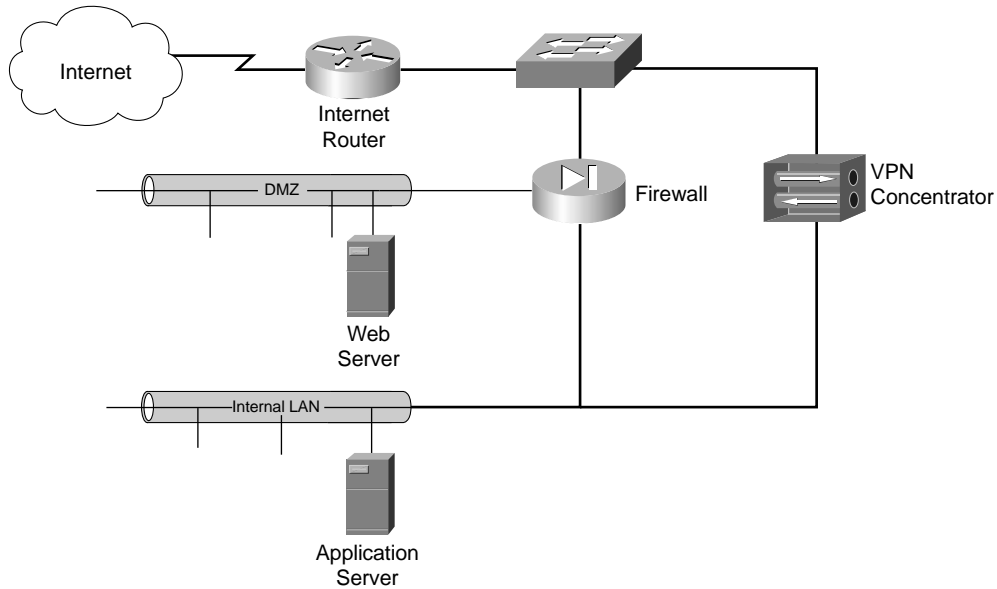 Internet
Internet
Router
DMZ
Firewall
VPN
Concentrator
Web
Server
Internal LAN
Application
Server